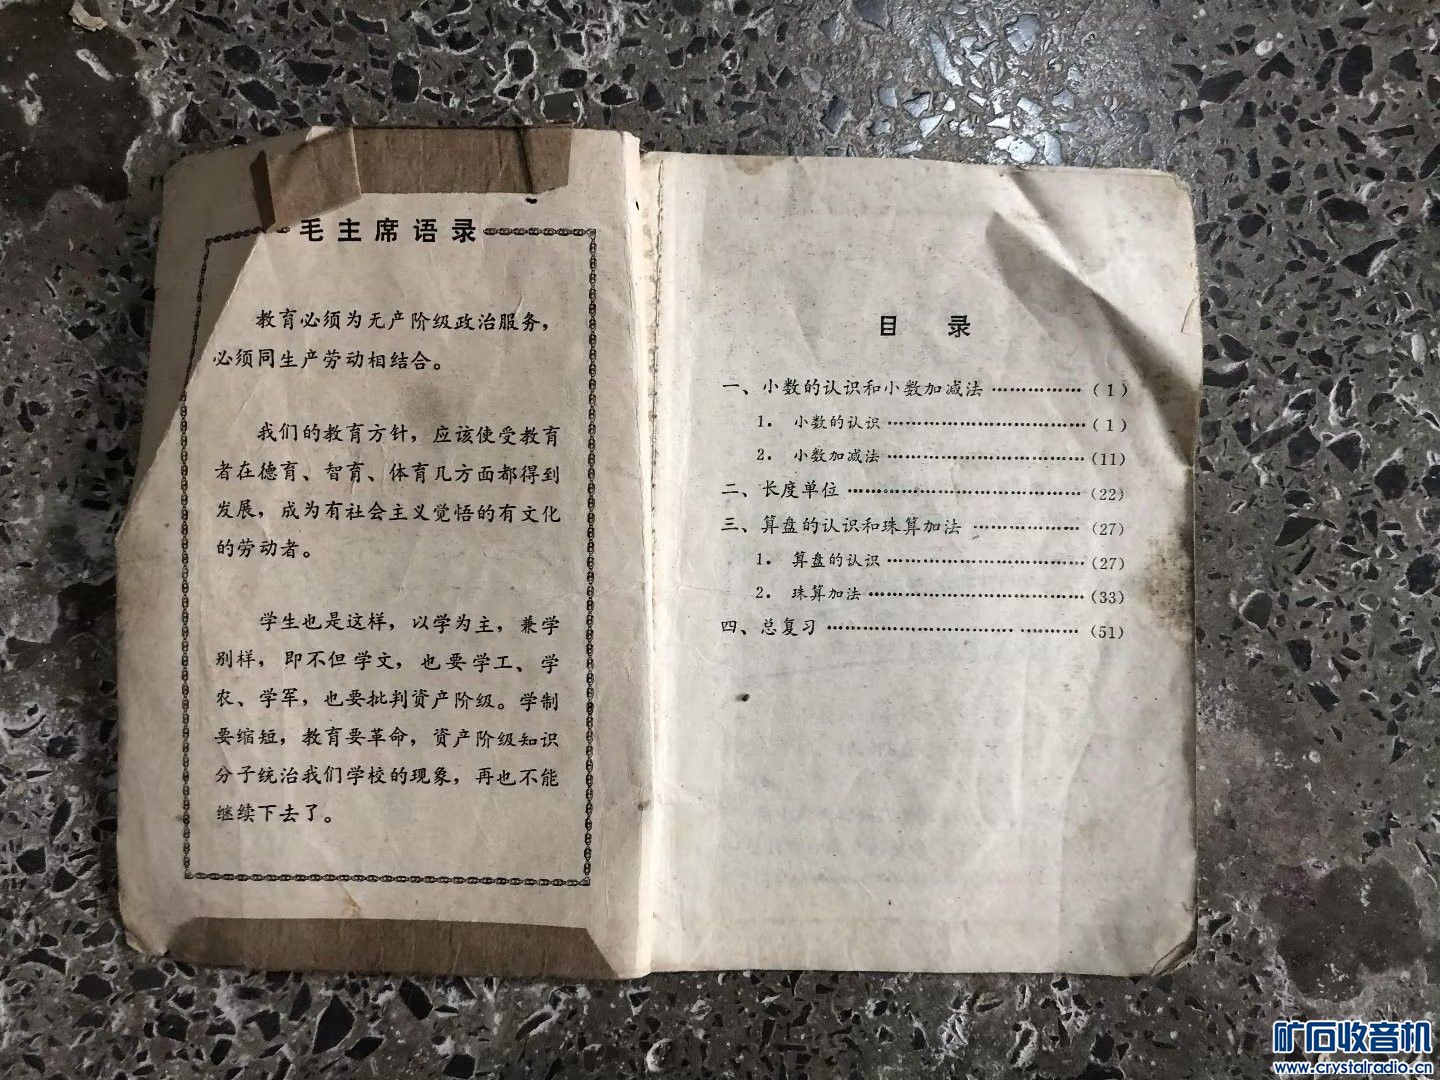 毛主席语录
教育必须为无产阶级政治服务，
必须同生产劳动相结合。
我们的教育方针，应该使受教育
者在德育、智育、体育几方面都得到
发展，成为有社会主义觉悟的有文化
的劳动者。
学生也是这样，以学为主，兼学
别样，即不但学文，也要学工、学
农、学军，也要批判资产阶级。学制
要缩短，教育要革命，资产阶级知识
分子统治我们学校的现象，再也不能
继续下去了。
目 录
一、小数的认识和小数加减法 ……………（1）
1. 小数的认识 ……………………………（1）
2. 小数加减法 ……………………………（11）
二、长度单位 ………………………………（22）
三、算盘的认识和珠算加法 ………………（27）
1. 算盘的认识 ……………………………（27）
2. 珠算加法 ………………………………（33）
四、总复习 …………………………………（51）
矿石收音机
www.crystalradio.cn